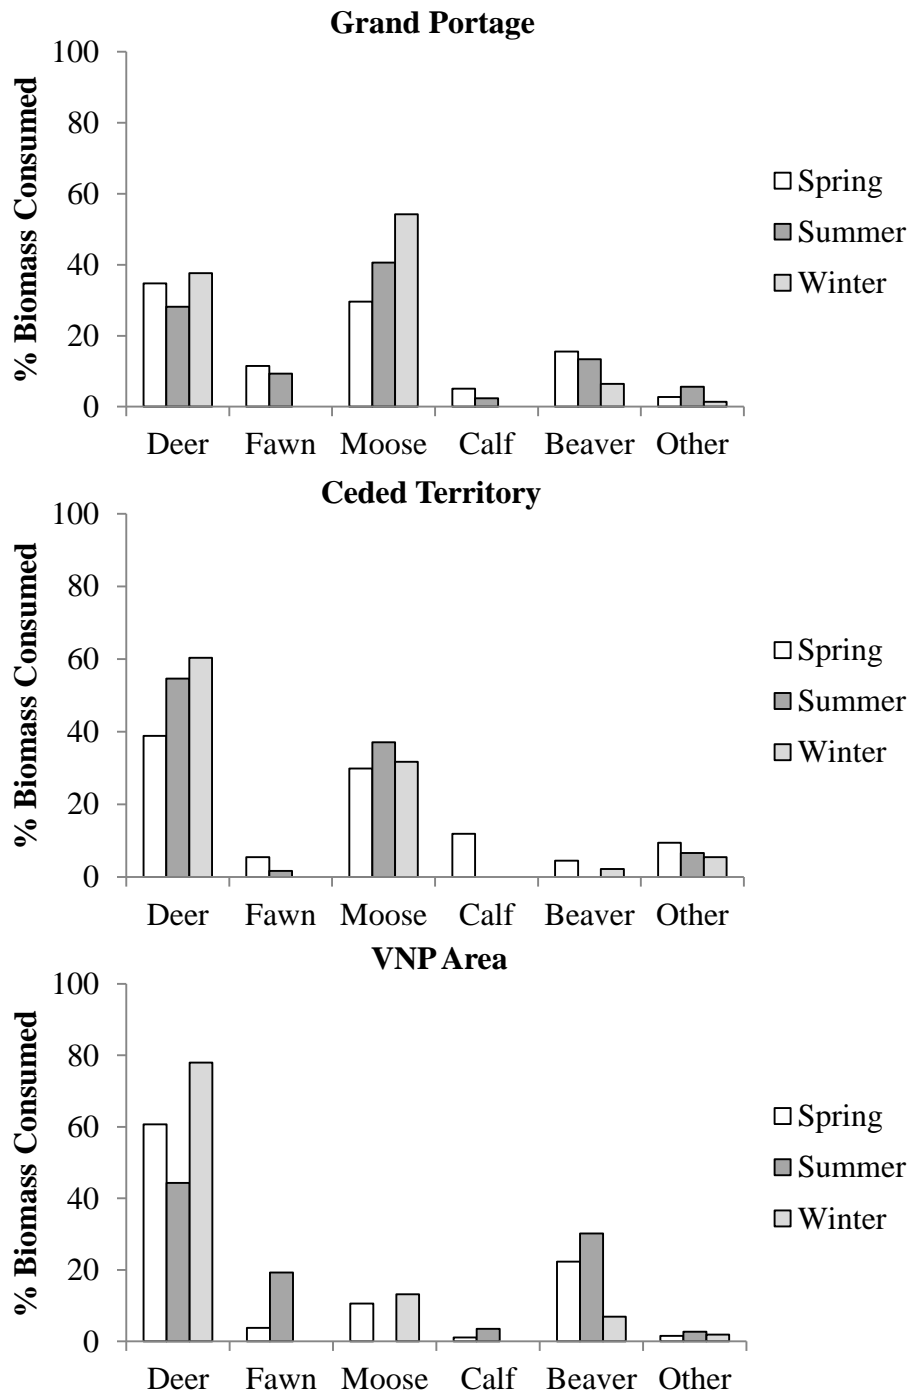 Grand Portage
% Biomass Consumed
100
80
60
40
20
0
Deer Fawn Moose Calf Beaver Other
Spring
Summer
Winter
Ceded Territory
% Biomass Consumed
100
80
60
40
20
0
Deer Fawn Moose Calf Beaver Other
Spring
Summer
Winter
VNP Area
% Biomass Consumed
100
80
60
40
20
0
Deer Fawn Moose Calf Beaver Other
Spring
Summer
Winter